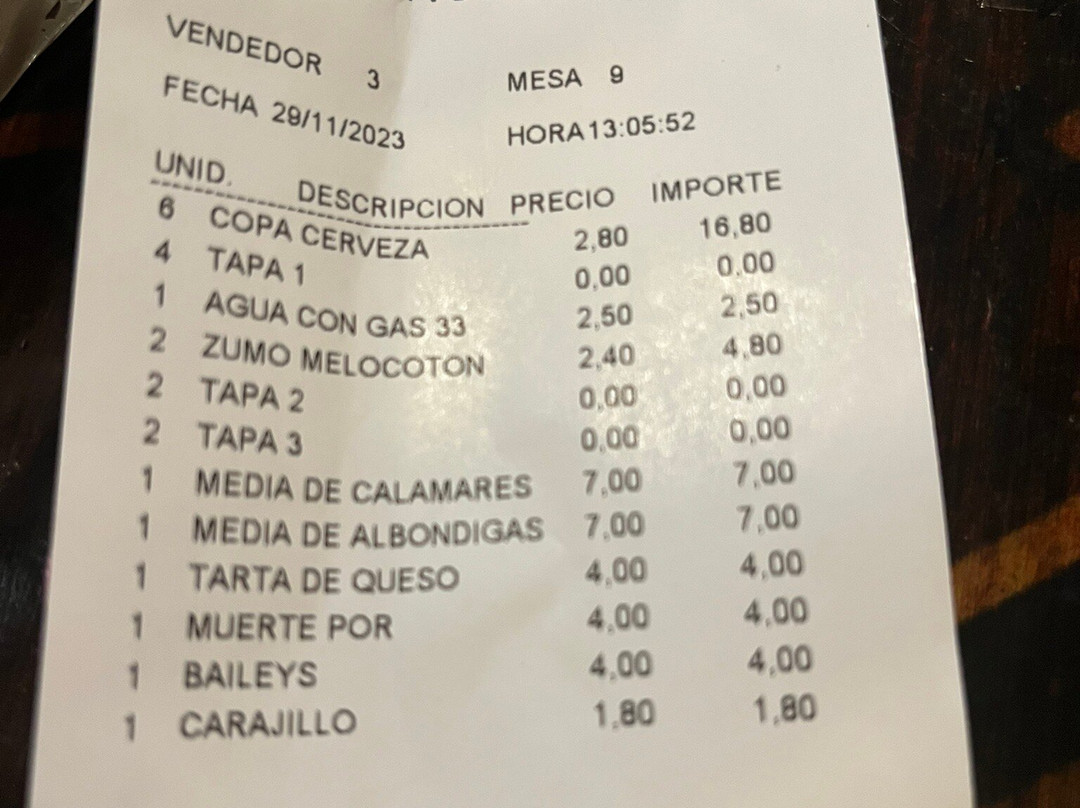 VENDEDOR 3 MESA 9
FECHA 29/11/2023 HORA 13:05:52
UNID. DESCRIPCION PRECIO IMPORTE
6 COPA CERVEZA 2,80 16,80
4 TAPA 1 0,00 0,00
1 AGUA CON GAS 33 2,50 2,50
2 ZUMO MELOCOTON 2,40 4,80
2 TAPA 2 0,00 0,00
2 TAPA 3 0,00 0,00
1 MEDIA DE CALAMARES 7,00 7,00
1 MEDIA DE ALBONDIGAS 7,00 7,00
1 TARTA DE QUESO 4,00 4,00
1 MUERTE POR 4,00 4,00
1 BAILEYS 4,00 4,00
1 CARAJILLO 1,80 1,80